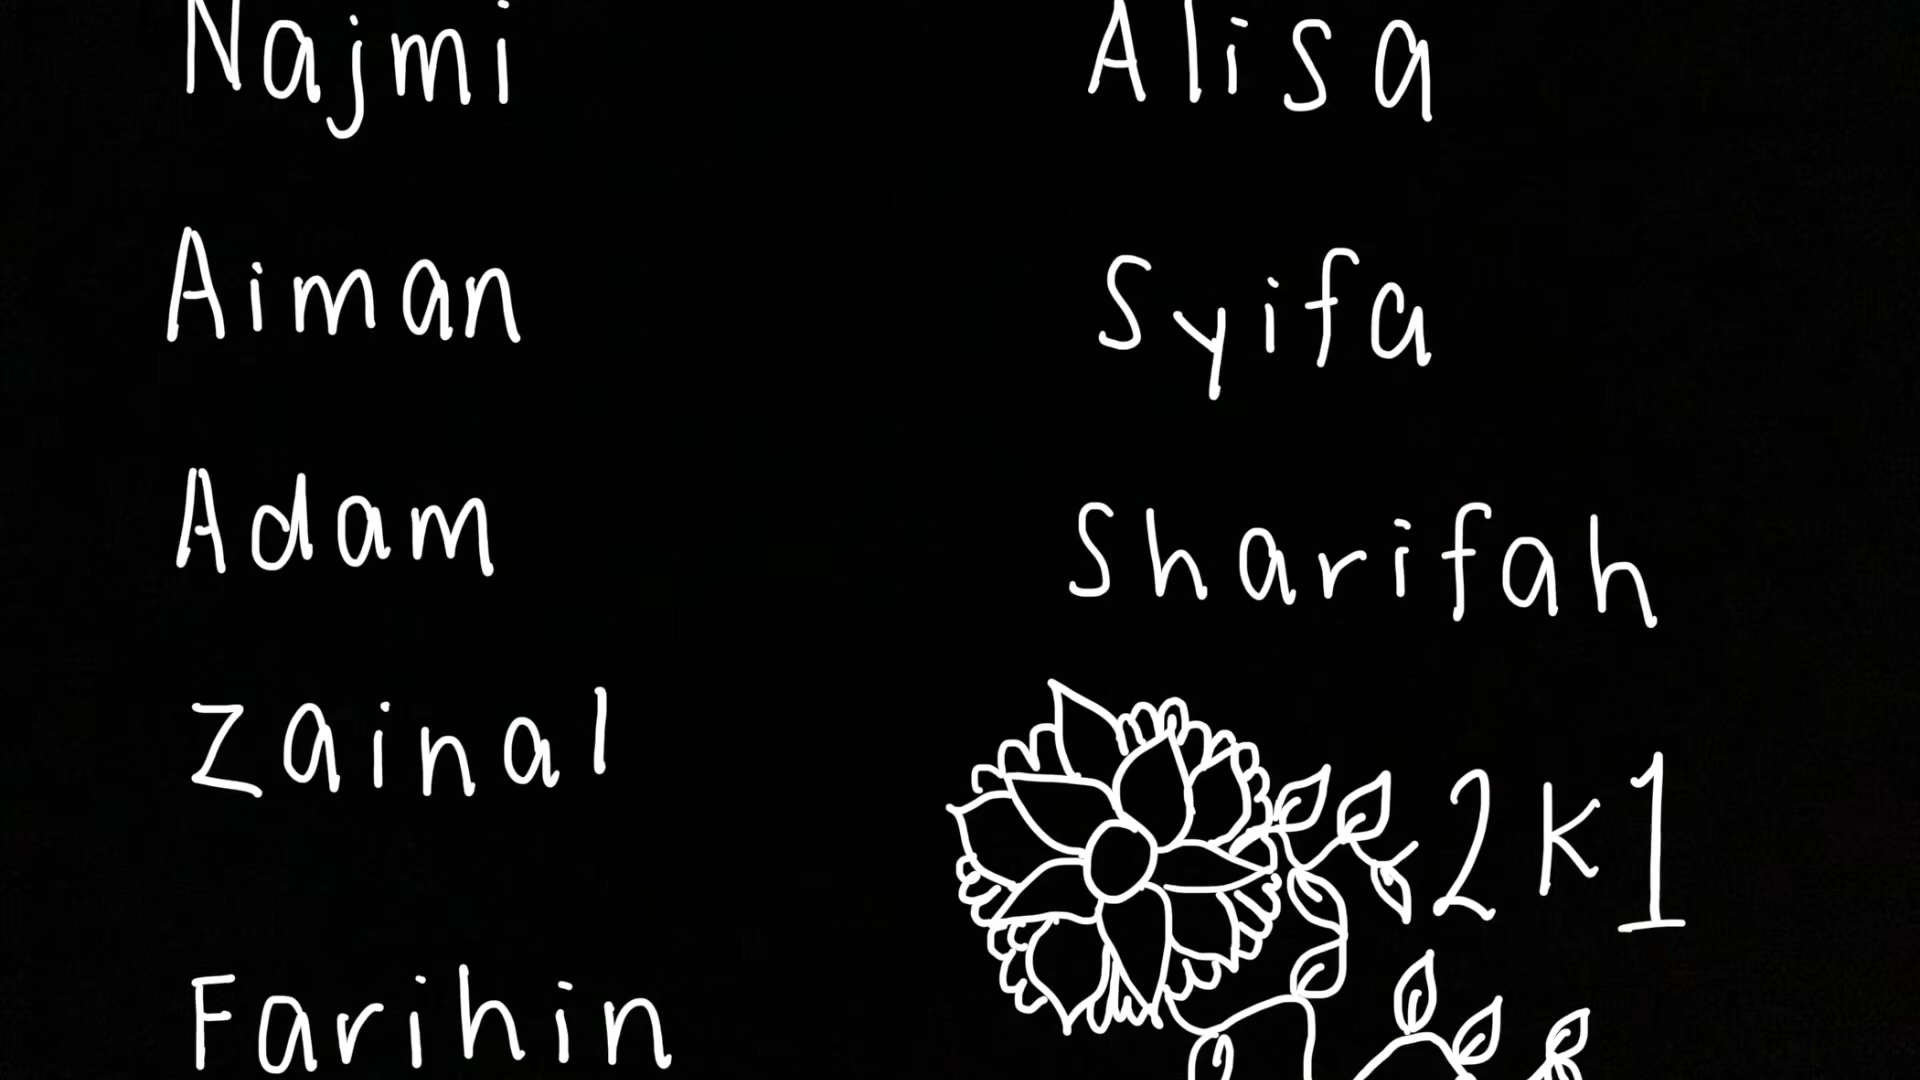 Najmi
Alisa
Aiman
Syifa
Adam
Sharifah
Zainal
2k1
Farihin